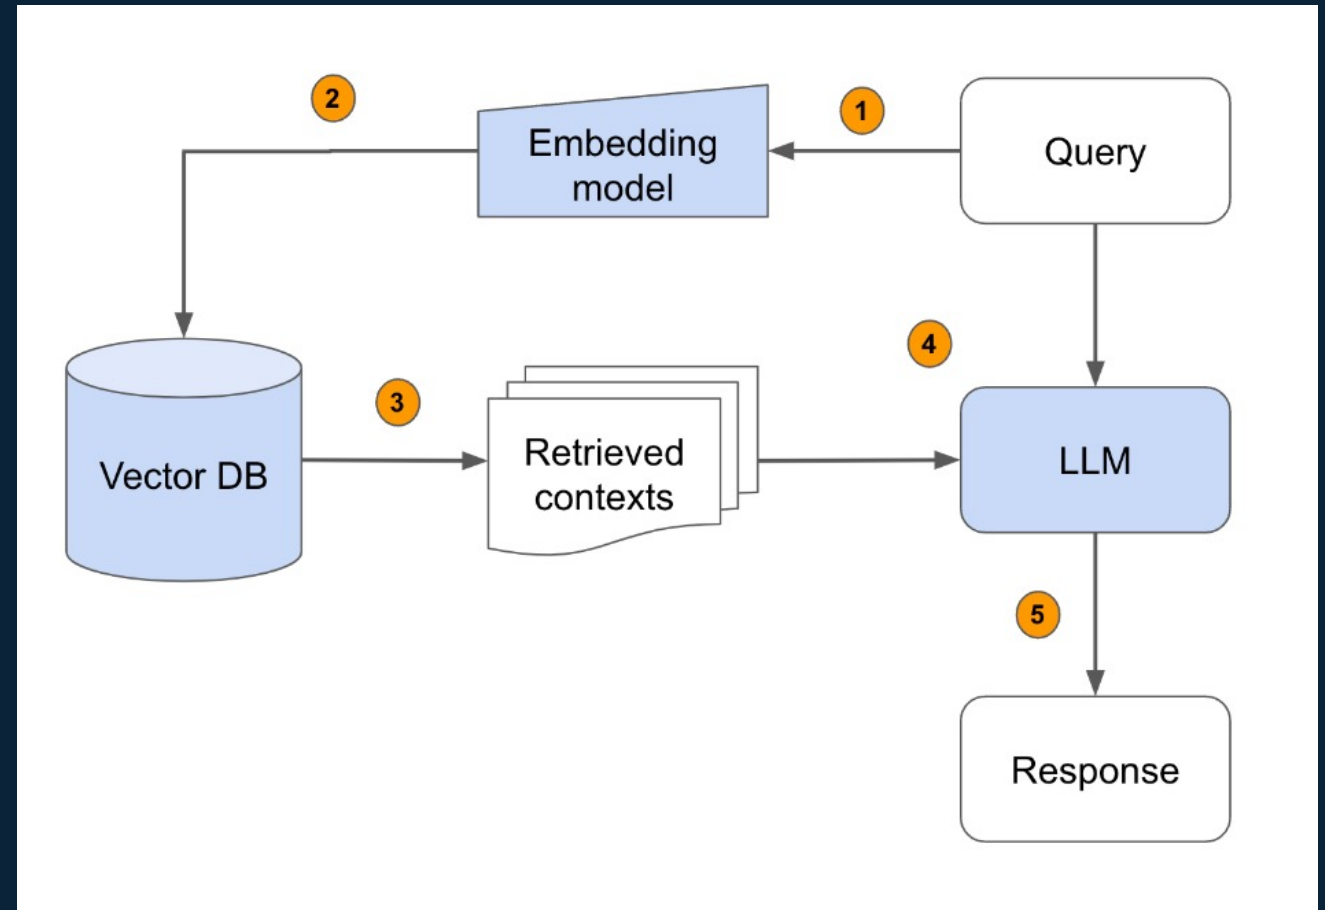 2
1
Embedding
model
Query
4
3
Vector DB
Retrieved
contexts
LLM
5
Response